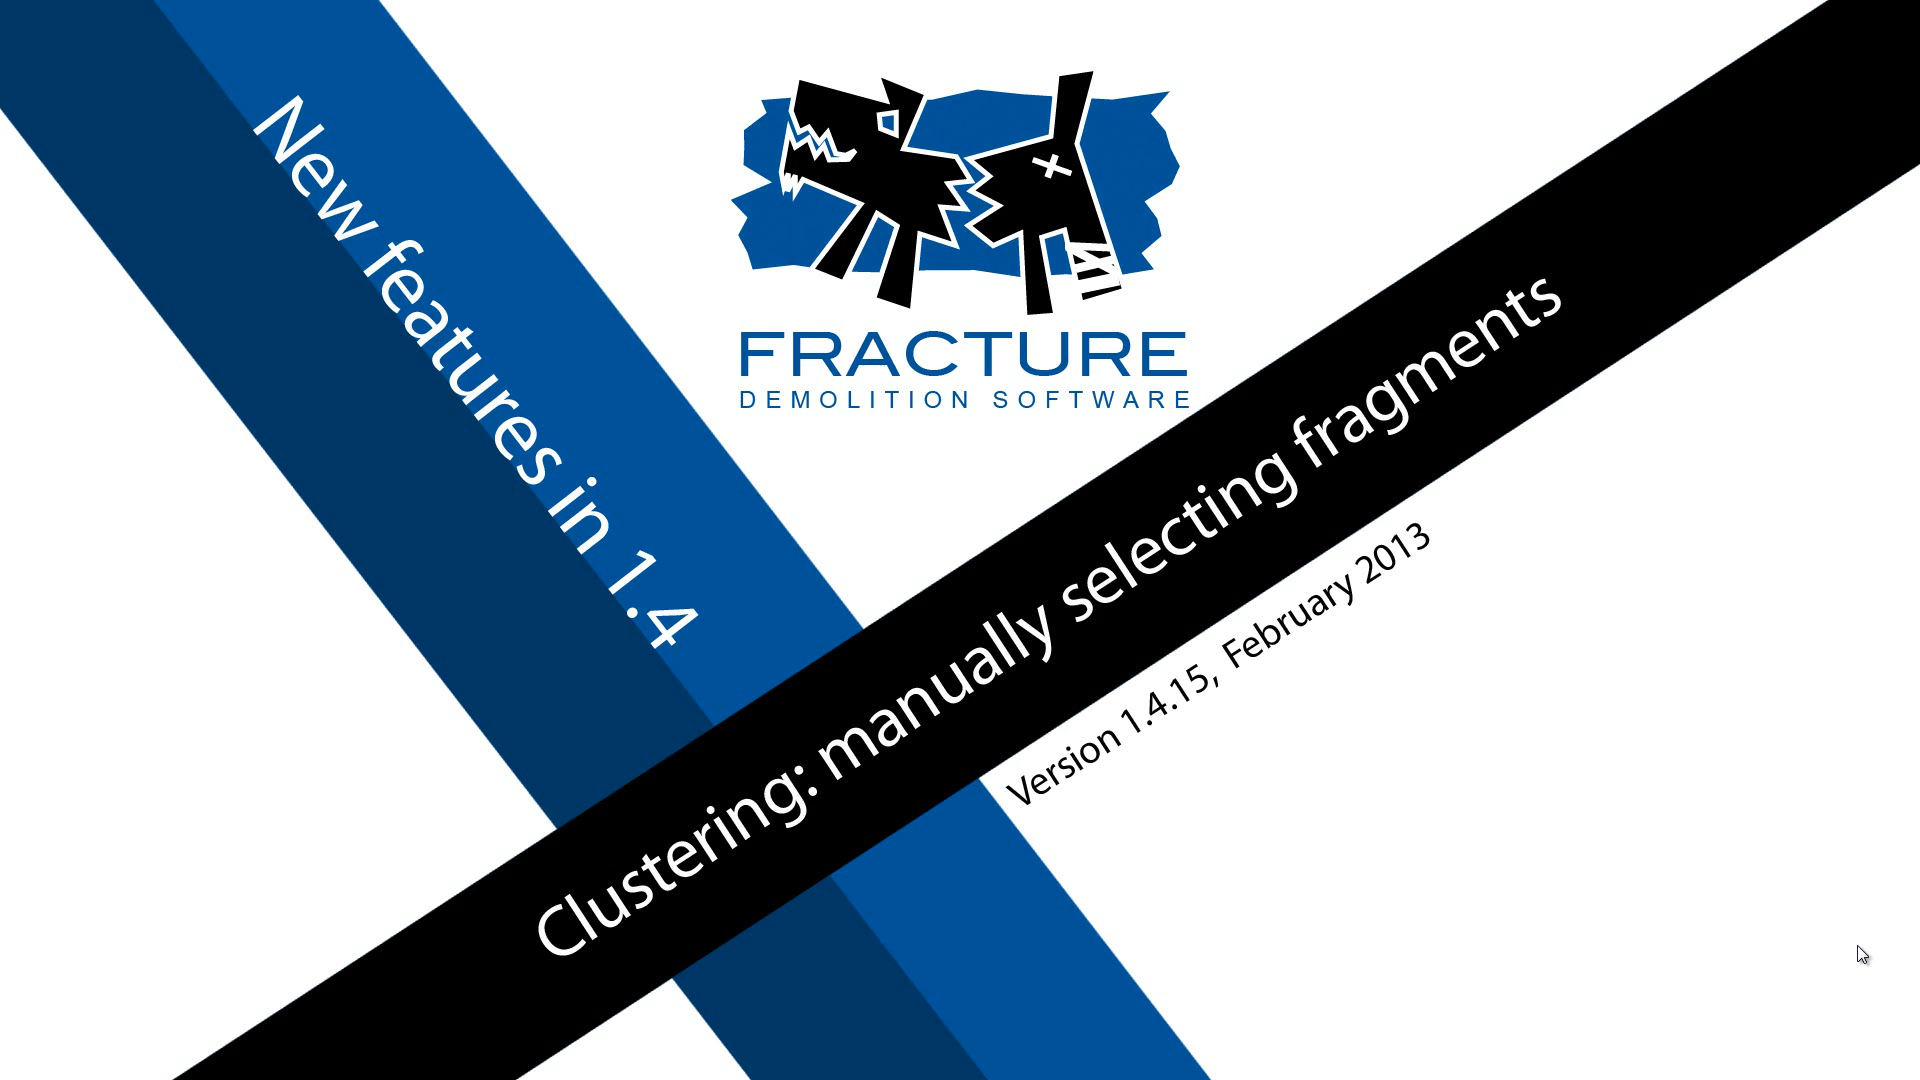 New features in 1.4
FRACTURE
DEMOLITION SOFTWARE
Clustering: manually selecting fragments
Version 1.4.15, February 2013